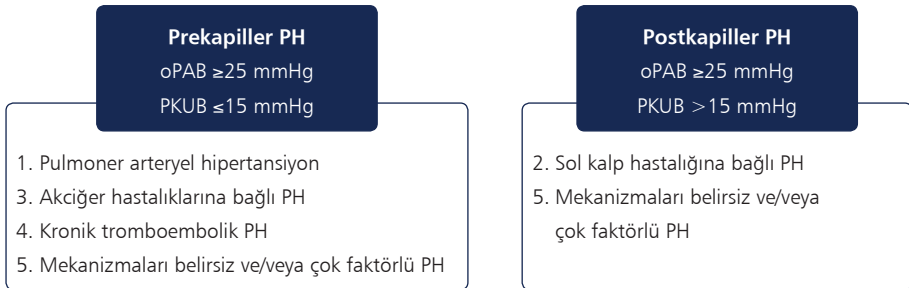 Prekapiller PH
oPAB ≥25 mmHg
PKUB ≤15 mmHg
1. Pulmoner arteryel hipertansiyon
3. Akciğer hastalıklarına bağlı PH
4. Kronik tromboembolik PH
5. Mekanizmaları belirsiz ve/veya çok faktörlü PH
Postkapiller PH
oPAB ≥25 mmHg
PKUB >15 mmHg
2. Sol kalp hastalığına bağlı PH
5. Mekanizmaları belirsiz ve/veya
çok faktörlü PH